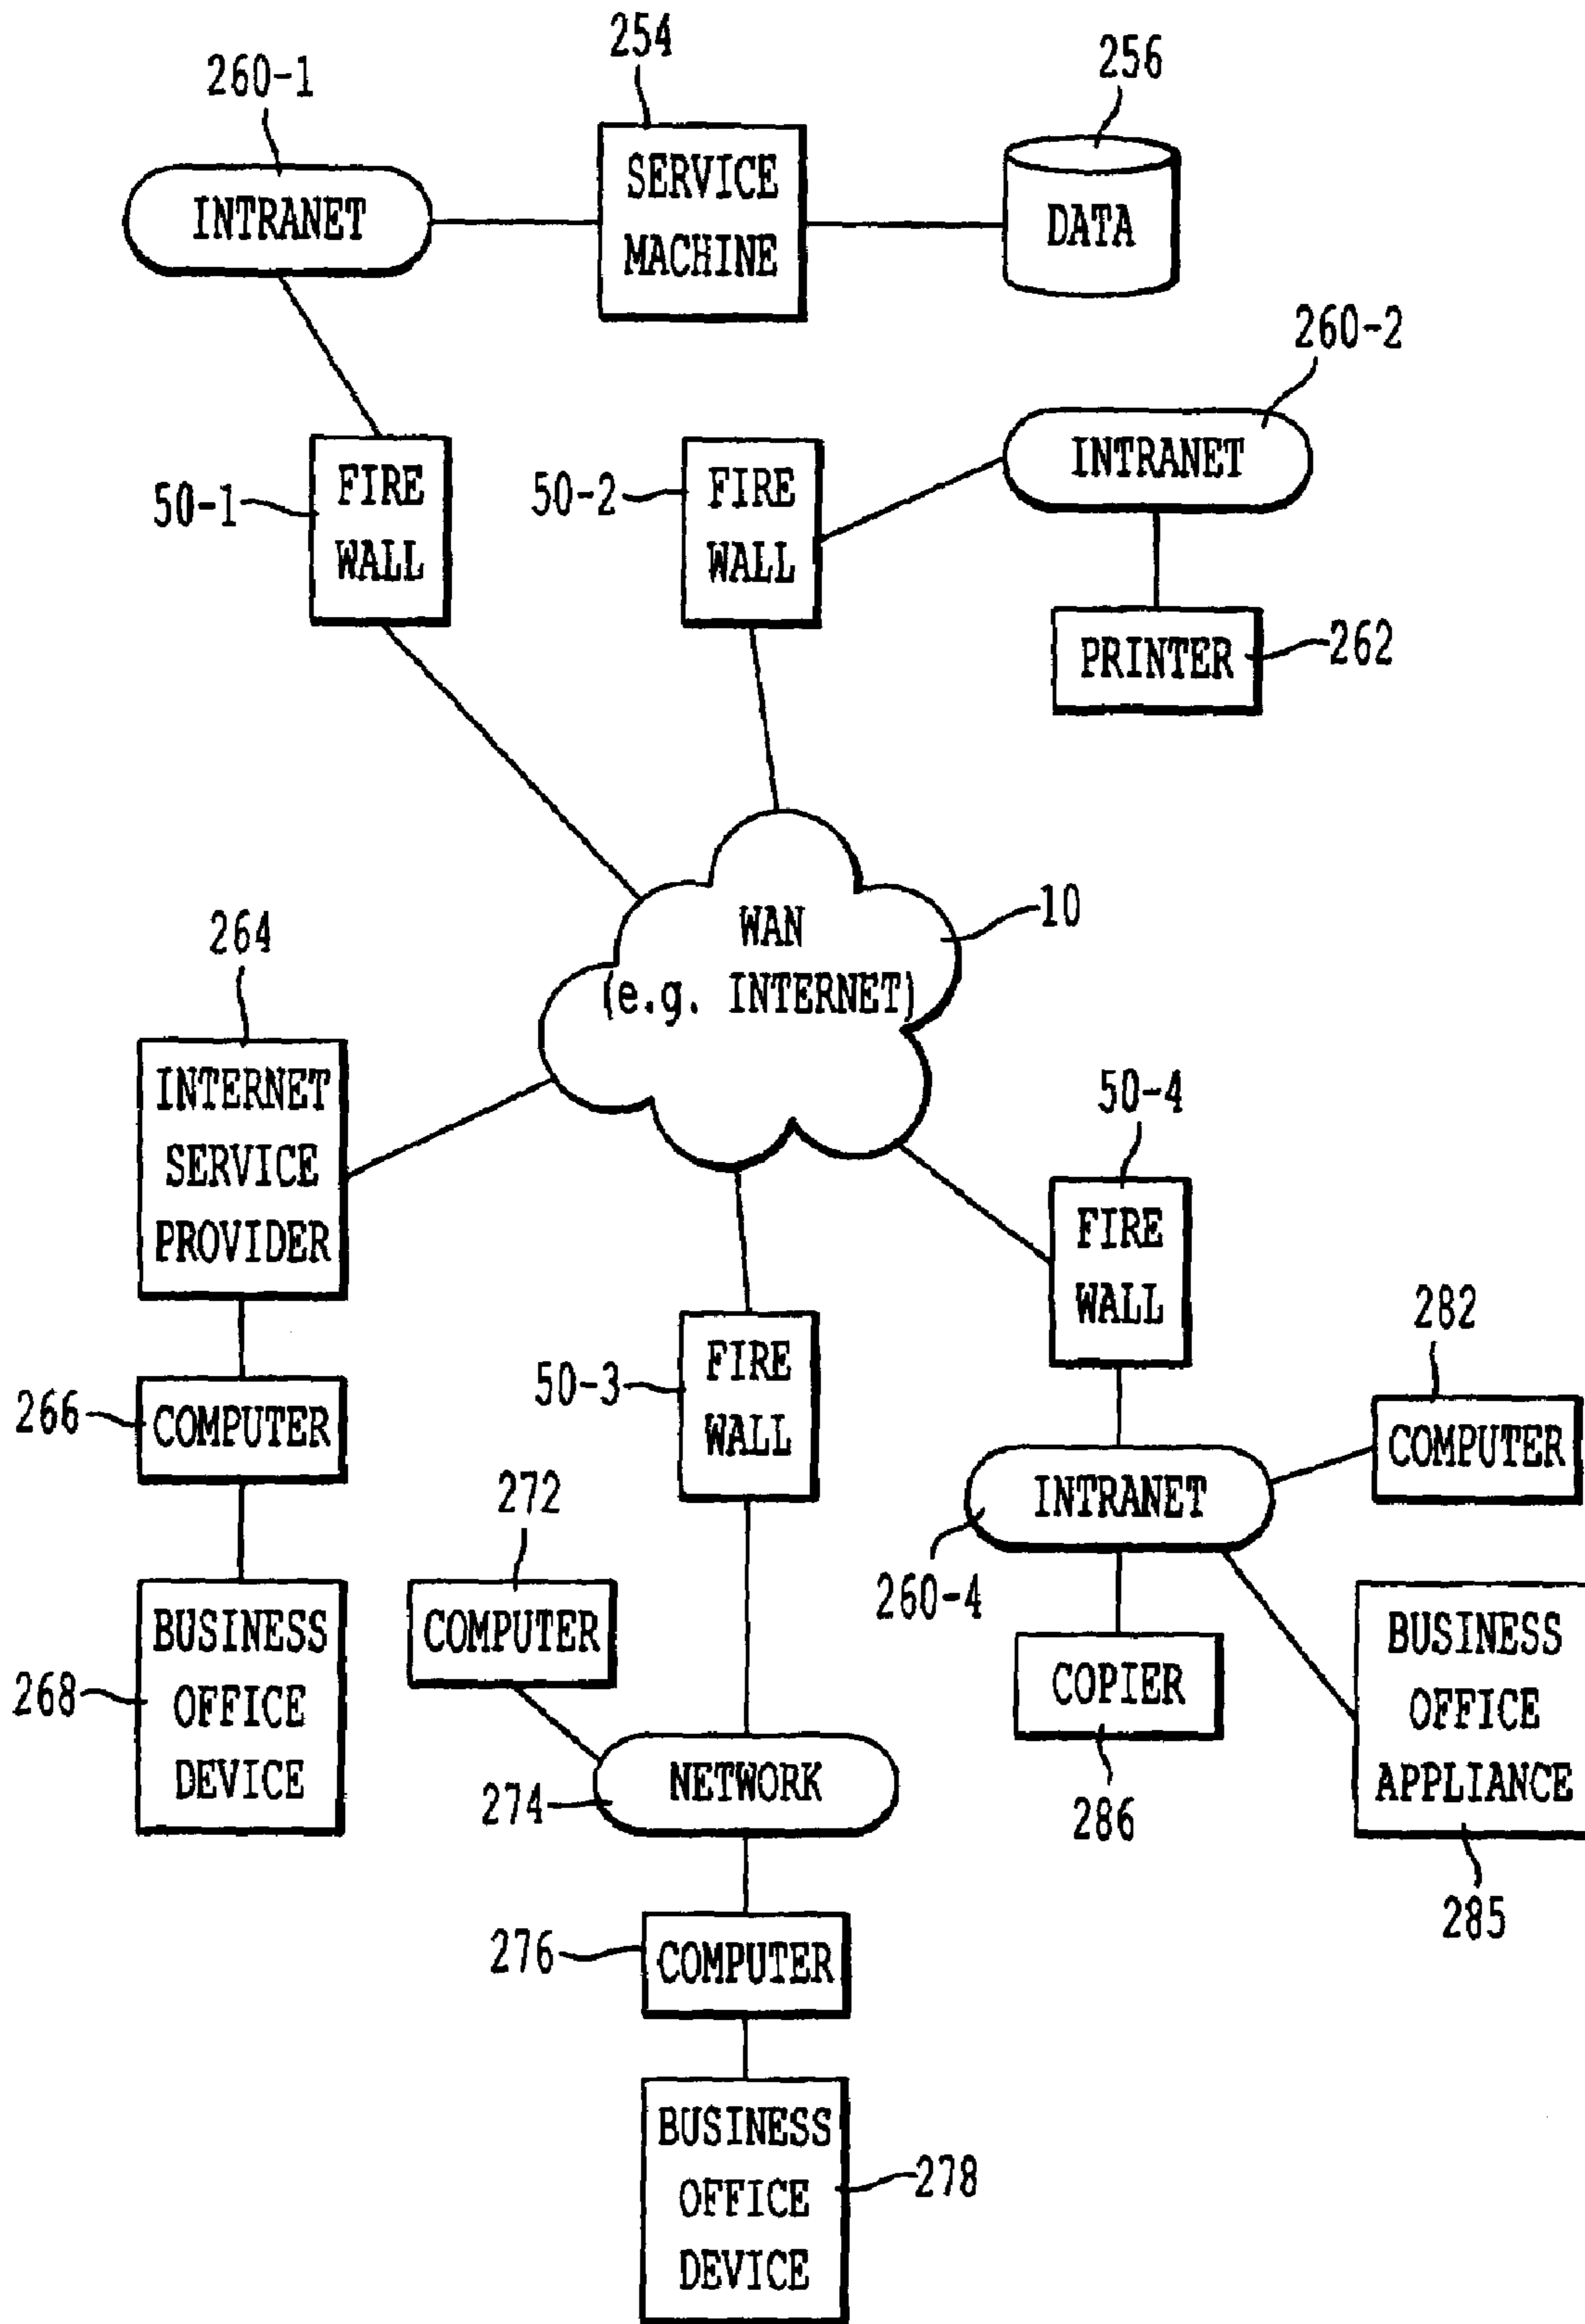 254
256
260-1
SERVICE
MACHINE
INTRANET
DATA
260-2
INTRANET
FIRE
WALL
50-1
50-2
FIRE
WALL
PRINTER
262
10
WAN
(e.g. INTERNET)
264
INTERNET
SERVICE
PROVIDER
50-4
FIRE
WALL
282
COMPUTER
50-3
FIRE
WALL
266
COMPUTER
272
COMPUTER
INTRANET
260-4
BUSINESS
OFFICE
DEVICE
268
COPIER
286
BUSINESS
OFFICE
APPLIANCE
285
NETWORK
274
276
COMPUTER
BUSINESS
OFFICE
DEVICE
278